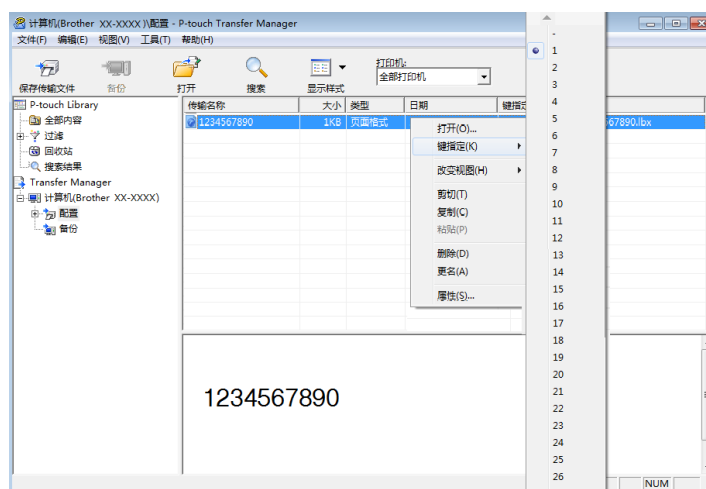 计算机(Brother XX-XXXX )\配置 - P-touch Transfer Manager
文件(F) 编辑(E) 视图(V) 工具(T) 帮助(H)
保存传输文件 备份 打开 搜索 显示样式
打印机:
全部打印机
P-touch Library
全部内容
过滤
回收站
搜索结果
Transfer Manager
计算机(Brother XX-XXXX)
配置
备份
传输名称 大小 类型 日期 键指定
1234567890 1KB 页面格式 67890.lbx
打开(O)...
键指定(K)
改变视图(H)
剪切(T)
复制(C)
粘贴(P)
删除(D)
更名(A)
属性(S)...
-
1
2
3
4
5
6
7
8
9
10
11
12
13
14
15
16
17
18
19
20
21
22
23
24
25
26
1234567890
NUM